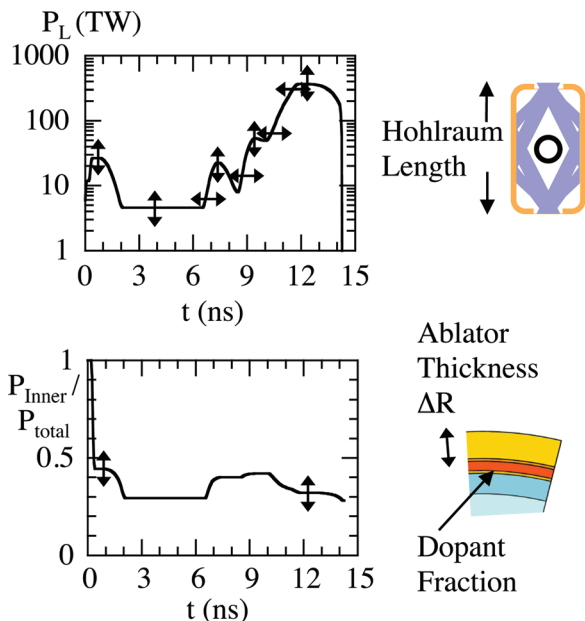 P_L (TW)
1000
100
10
1
0
3
6
9
12
15
t (ns)
Hohlraum
Length
P_Inner /
P_total
1
0.5
0
0
3
6
9
12
15
t (ns)
Ablator
Thickness
ΔR
Dopant
Fraction